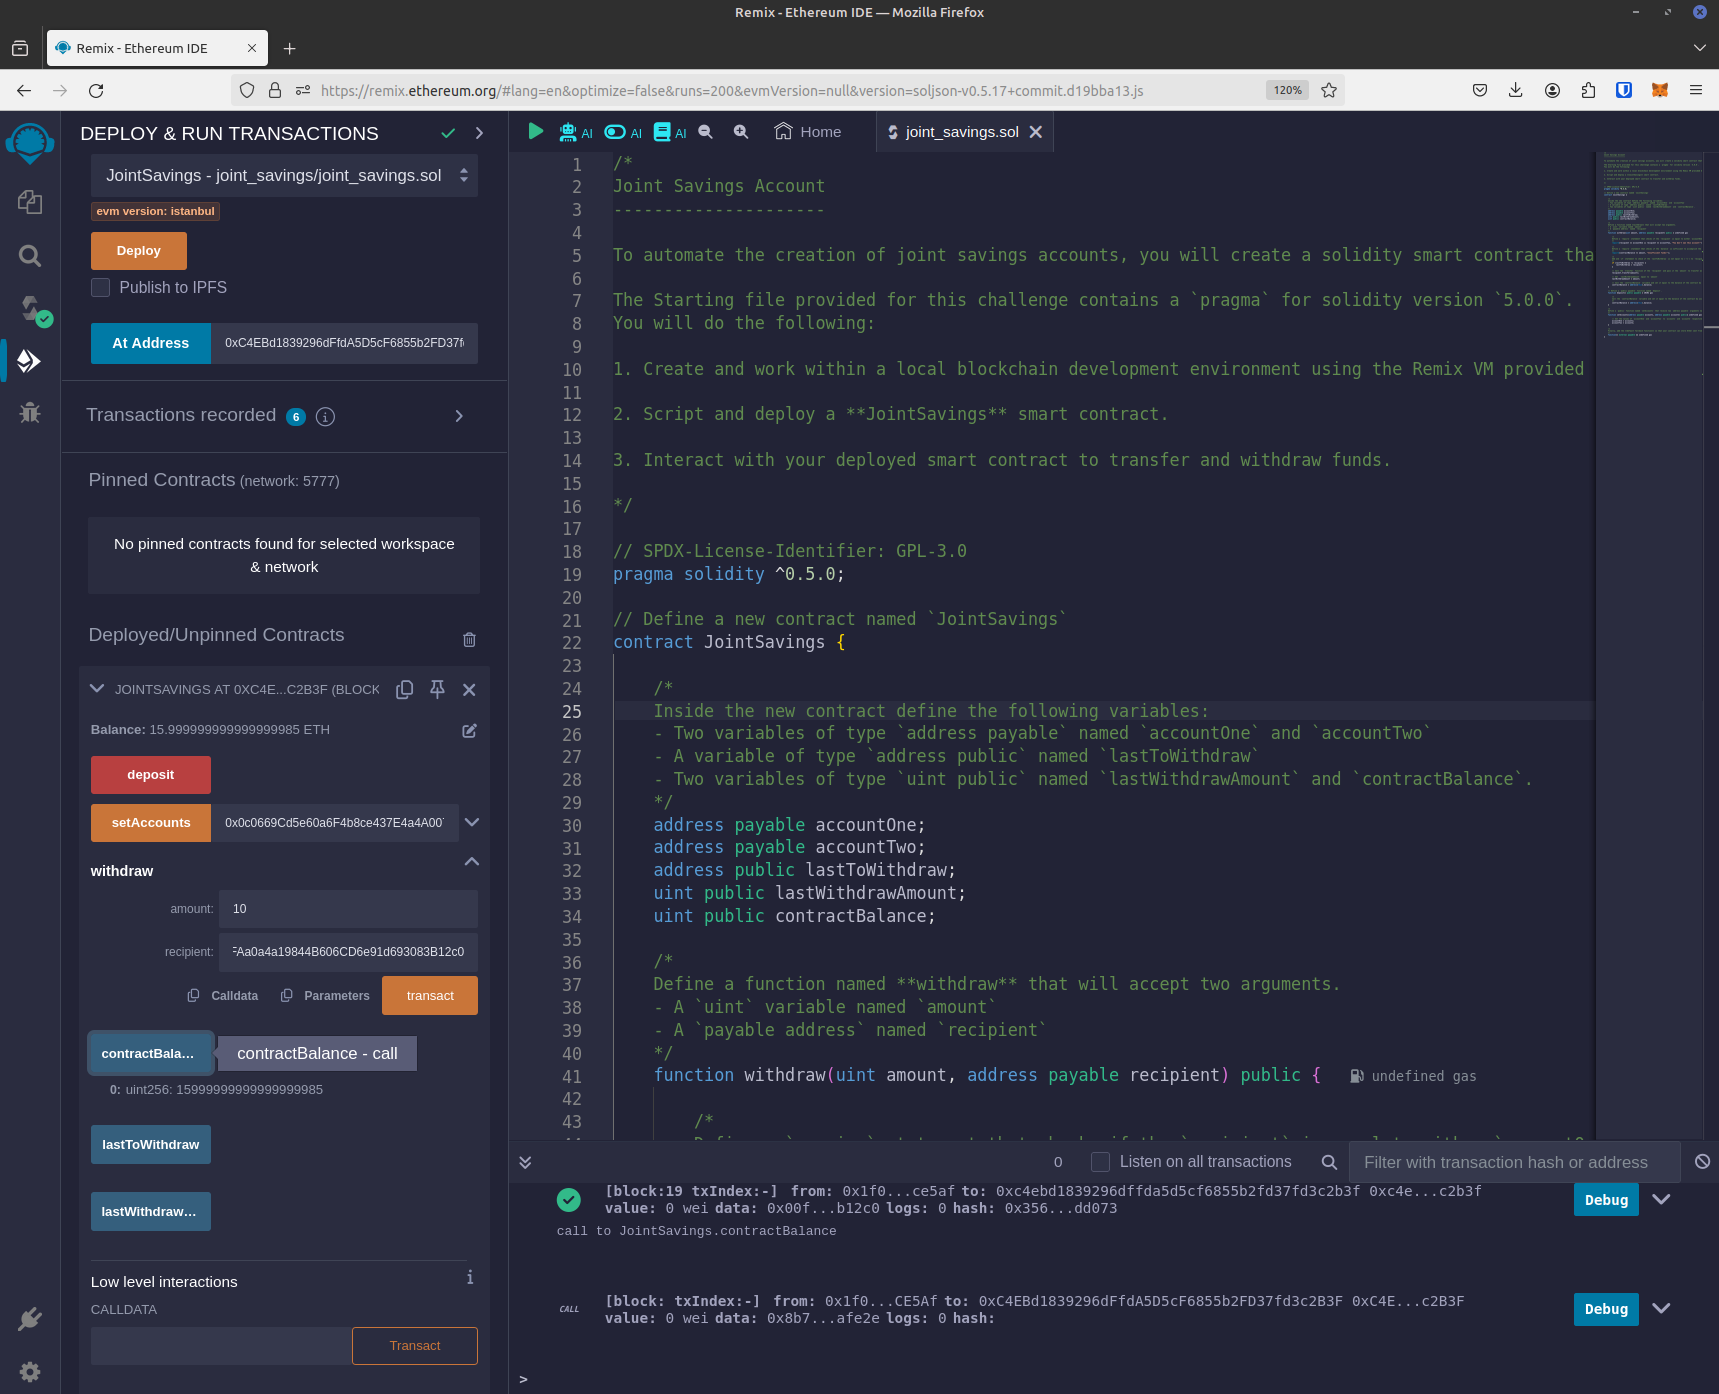 Remix - Ethereum IDE — Mozilla Firefox
Remix - Ethereum IDE
https://remix.ethereum.org/#lang=en&optimize=false&runs=200&evmVersion=null&version=soljson-v0.5.17+commit.d19bba13.js
120%
DEPLOY & RUN TRANSACTIONS
JointSavings - joint_savings/joint_savings.sol
evm version: istanbul
Deploy
Publish to IPFS
At Address
0xC4EBd1839296dFfdA5D5cF6855b2FD37f
Transactions recorded 6
Pinned Contracts (network: 5777)
No pinned contracts found for selected workspace
& network
Deployed/Unpinned Contracts
JOINTSAVINGS AT 0XC4E...C2B3F (BLOCK
Balance: 15.999999999999999985 ETH
deposit
setAccounts
0x0c0669Cd5e60a6F4b8ce437E4a4A00
withdraw
amount:
10
recipient:
FAa0a4a19844B606CD6e91d693083B12c0
Calldata
Parameters
transact
contractBala...
contractBalance - call
0: uint256: 15999999999999999985
lastToWithdraw
lastWithdraw...
Low level interactions
i
CALLDATA
Transact
AI
AI
AI
Home
joint_savings.sol
1 /*
2 Joint Savings Account
3 ---------------------
4
5 To automate the creation of joint savings accounts, you will create a solidity smart contract tha
6
7 The Starting file provided for this challenge contains a `pragma` for solidity version `5.0.0`.
8 You will do the following:
9
10 1. Create and work within a local blockchain development environment using the Remix VM provided
11
12 2. Script and deploy a **JointSavings** smart contract.
13
14 3. Interact with your deployed smart contract to transfer and withdraw funds.
15
16 */
17
18 // SPDX-License-Identifier: GPL-3.0
19 pragma solidity ^0.5.0;
20
21 // Define a new contract named `JointSavings`
22 contract JointSavings {
23
24 /*
25 Inside the new contract define the following variables:
26 - Two variables of type `address payable` named `accountOne` and `accountTwo`
27 - A variable of type `address public` named `lastToWithdraw`
28 - Two variables of type `uint public` named `lastWithdrawAmount` and `contractBalance`.
29 */
30 address payable accountOne;
31 address payable accountTwo;
32 address public lastToWithdraw;
33 uint public lastWithdrawAmount;
34 uint public contractBalance;
35
36 /*
37 Define a function named **withdraw** that will accept two arguments.
38 - A `uint` variable named `amount`
39 - A `payable address` named `recipient`
40 */
41 function withdraw(uint amount, address payable recipient) public { undefined gas
42
43 /*
0
Listen on all transactions
Filter with transaction hash or address
[block:19 txIndex:-] from: 0x1f0...ce5af to: 0xc4ebd1839296dffda5d5cf6855b2fd37fd3c2b3f 0xc4e...c2b3f
value: 0 wei data: 0x00f...b12c0 logs: 0 hash: 0x356...dd073
Debug
call to JointSavings.contractBalance
CALL
[block: txIndex:-] from: 0x1f0...CE5Af to: 0xC4EBd1839296dFfdA5D5cF6855b2FD37fd3c2B3F 0xC4E...c2B3F
value: 0 wei data: 0x8b7...afe2e logs: 0 hash:
Debug
>